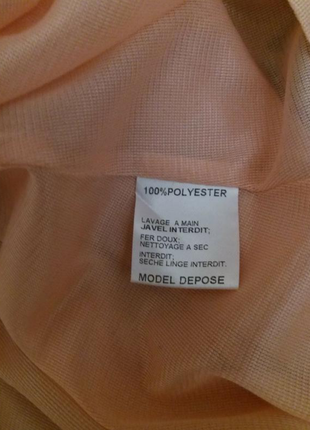 100%POLYESTER
LAVAGE A MAIN
JAVEL INTERDIT;
FER DOUX;
NETTOYAGE A SEC
INTERDIT;
SECHE LINGE INTERDIT.
MODEL DEPOSE